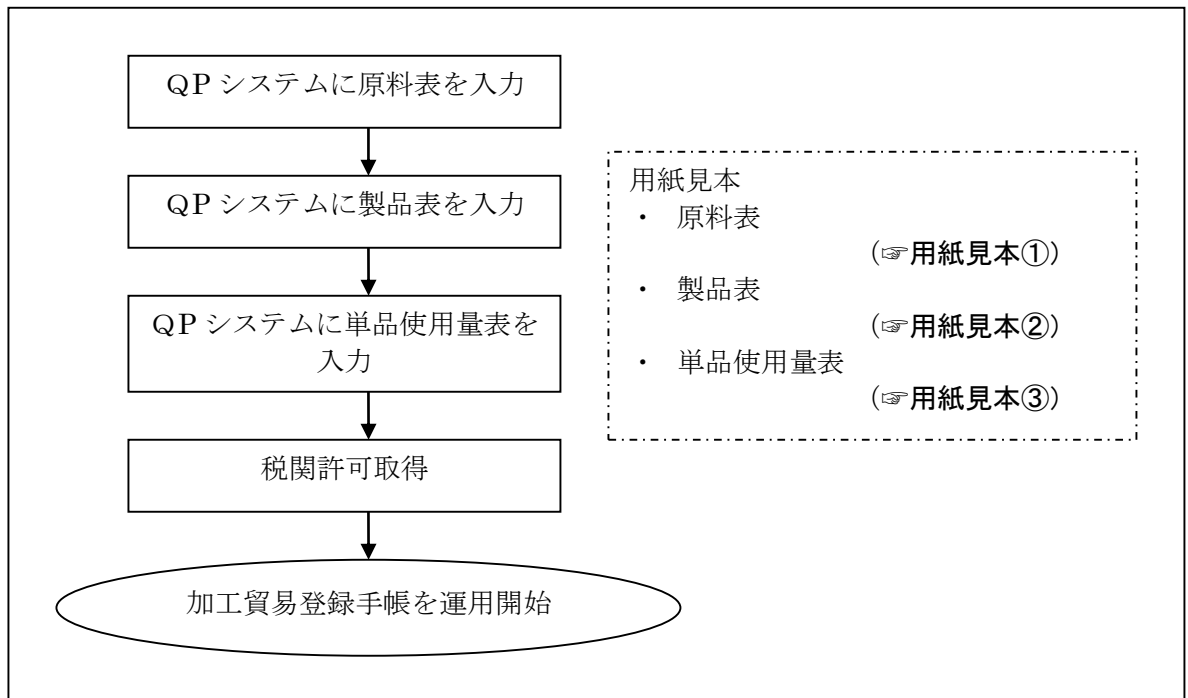 QPシステムに原料表を入力
QPシステムに製品表を入力
QPシステムに単品使用量表を
入力
税関許可取得
加工貿易登録手帳を運用開始
用紙見本
・ 原料表
(☞用紙見本①)
・ 製品表
(☞用紙見本②)
・ 単品使用量表
(☞用紙見本③)